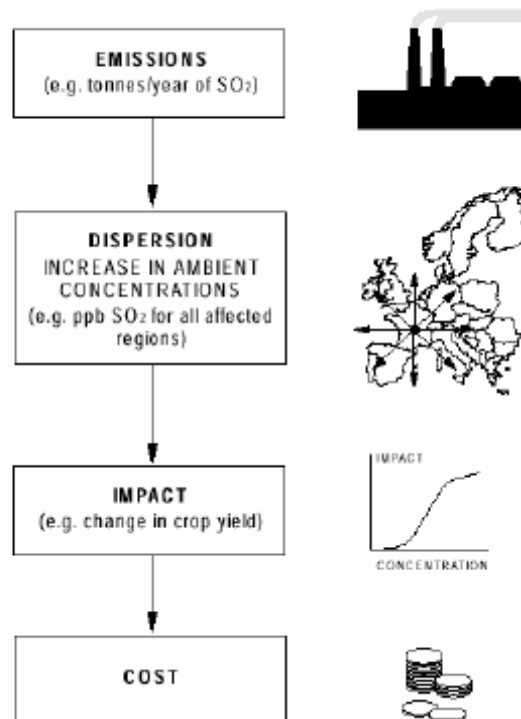 EMISSIONS
(e.g. tonnes/year of SO₂)
DISPERSION
INCREASE IN AMBIENT
CONCENTRATIONS
(e.g. ppb SO₂ for all affected
regions)
IMPACT
(e.g. change in crop yield)
IMPACT
CONCENTRATION
COST